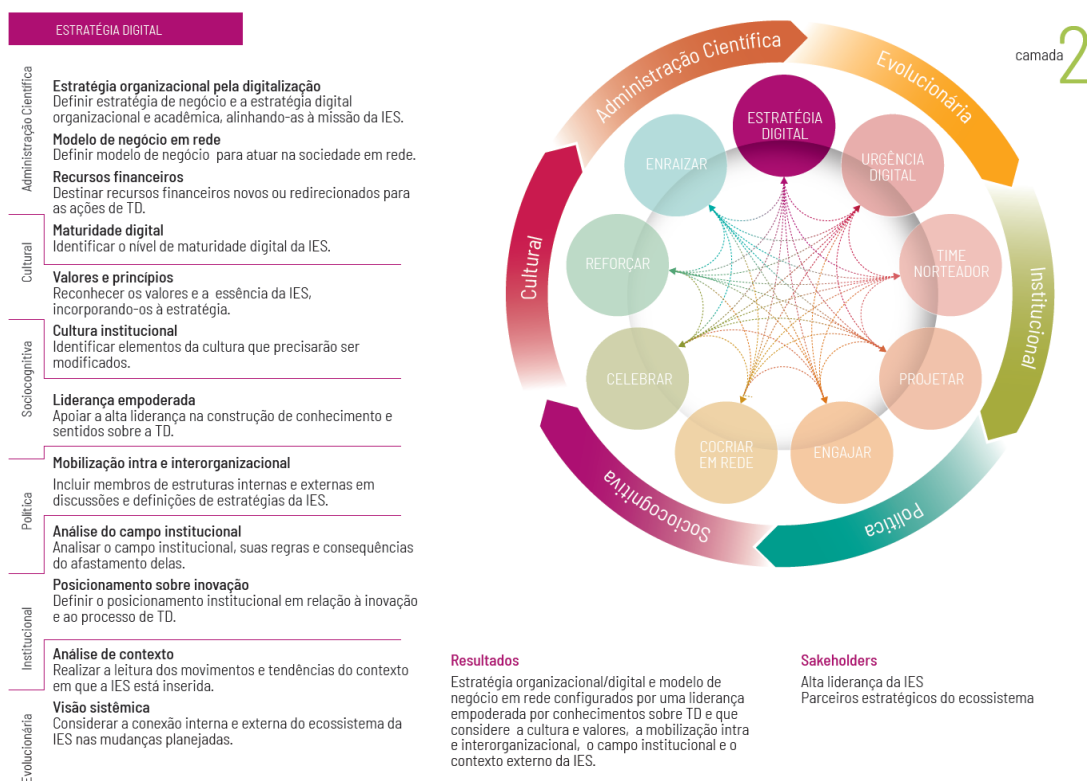 ESTRATÉGIA DIGITAL
Administração Científica
Estratégia organizacional pela digitalização
Definir estratégia de negócio e a estratégia digital
organizacional e acadêmica, alinhando-as à missão da IES.
Modelo de negócio em rede
Definir modelo de negócio para atuar na sociedade em rede.
Recursos financeiros
Destinar recursos financeiros novos ou redirecionados para
as ações de TD.
Cultural
Maturidade digital
Identificar o nível de maturidade digital da IES.
Valores e princípios
Reconhecer os valores e a essência da IES,
incorporando-os à estratégia.
Sociocognitiva
Cultura institucional
Identificar elementos da cultura que precisarão ser
modificados.
Liderança empoderada
Apoiar a alta liderança na construção de conhecimento e
sentidos sobre a TD.
Política
Mobilização intra e interorganizacional
Incluir membros de estruturas internas e externas em
discussões e definições de estratégias da IES.
Análise do campo institucional
Analisar o campo institucional, suas regras e consequências
do afastamento delas.
Institucional
Posicionamento sobre inovação
Definir o posicionamento institucional em relação à inovação
e ao processo de TD.
Análise de contexto
Realizar a leitura dos movimentos e tendências do contexto
em que a IES está inserida.
Evolucionária
Visão sistêmica
Considerar a conexão interna e externa do ecossistema da
IES nas mudanças planejadas.
camada 2
Administração Científica
Evolucionária
Institucional
Política
Sociocognitiva
Cultural
ESTRATÉGIA
DIGITAL
URGÊNCIA
DIGITAL
TIME
NORTEADOR
PROJETAR
ENGAJAR
COCRIAR
EM REDE
CELEBRAR
REFORÇAR
ENRAIZAR
Resultados
Estratégia organizacional/digital e modelo de
negócio em rede configurados por uma liderança
empoderada por conhecimentos sobre TD e que
considere a cultura e valores, a mobilização intra
e interorganizacional, o campo institucional e o
contexto externo da IES.
Sakeholders
Alta liderança da IES
Parceiros estratégicos do ecossistema